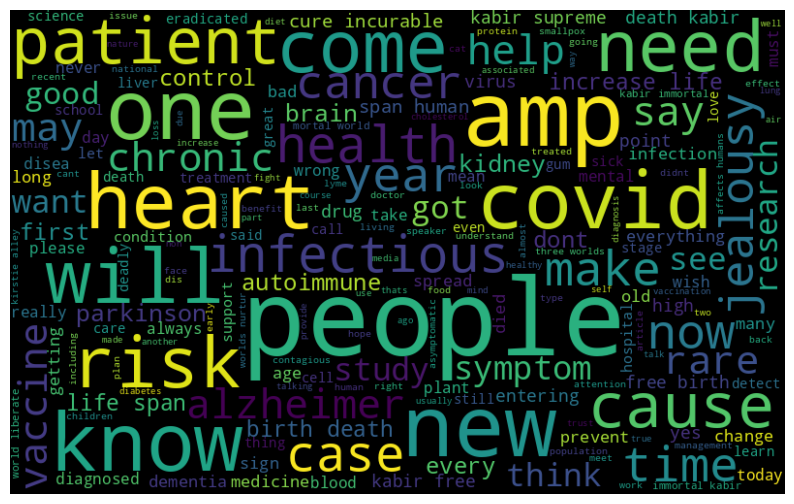 science
issue
diet
eradicated
cure incurable
protein
smallpox
going
kabir supreme
death kabir
well
patient
come
need
nature
recent
national
never
liver
control
help
associated
way
cat
must
effect
good
bad
cancer
virus
increase life
kabir immortal
lung
school
span human
love
may
day
loss
due
brain
great
mortal world
say
air
one
amp
health
cholesterol
treated
nothing
increase
let
chronic
kidney
point
disea
death
treatment
wrong
mean
gum
sick
infection
mental
didnt
long
cant
fight
year
want
heart
covid
jealousy
research
affects humans
benefit
lyme
doctor
drug
take
got
course
look
caused
part
last
call
living
even
first
condition
said
speaker
understand
almost
dont
everything
diagnosis
please
deadly
infectious
make
see
stage
three worlds
kirstie alley
will
media
healthy
wish
face
autoimmune
spread
really
parkinson
support
dis
mod
old
high
self
vaccination
care
always
early
thats
food
use
mind
type
two
now
many
worlds nurtur
hope
provide
ago
died
asymptomatic
hospital
talk
back
vaccine
getting
including
plan
made
another
risk
people
contagious
rare
article
diabetes
age
cell
study
symptom
children
talking
human
right
plant
usually
attention
free birth
detect
life span
alzheimer
still
entering
cause
trust
world liberate
know
birth death
new
prevent
yes
change
thing
true
management
population
meet
learn
case
sign
every
think
time
today
diagnosed
dementia
medicine
blood
kabir free
work
immortal kabir